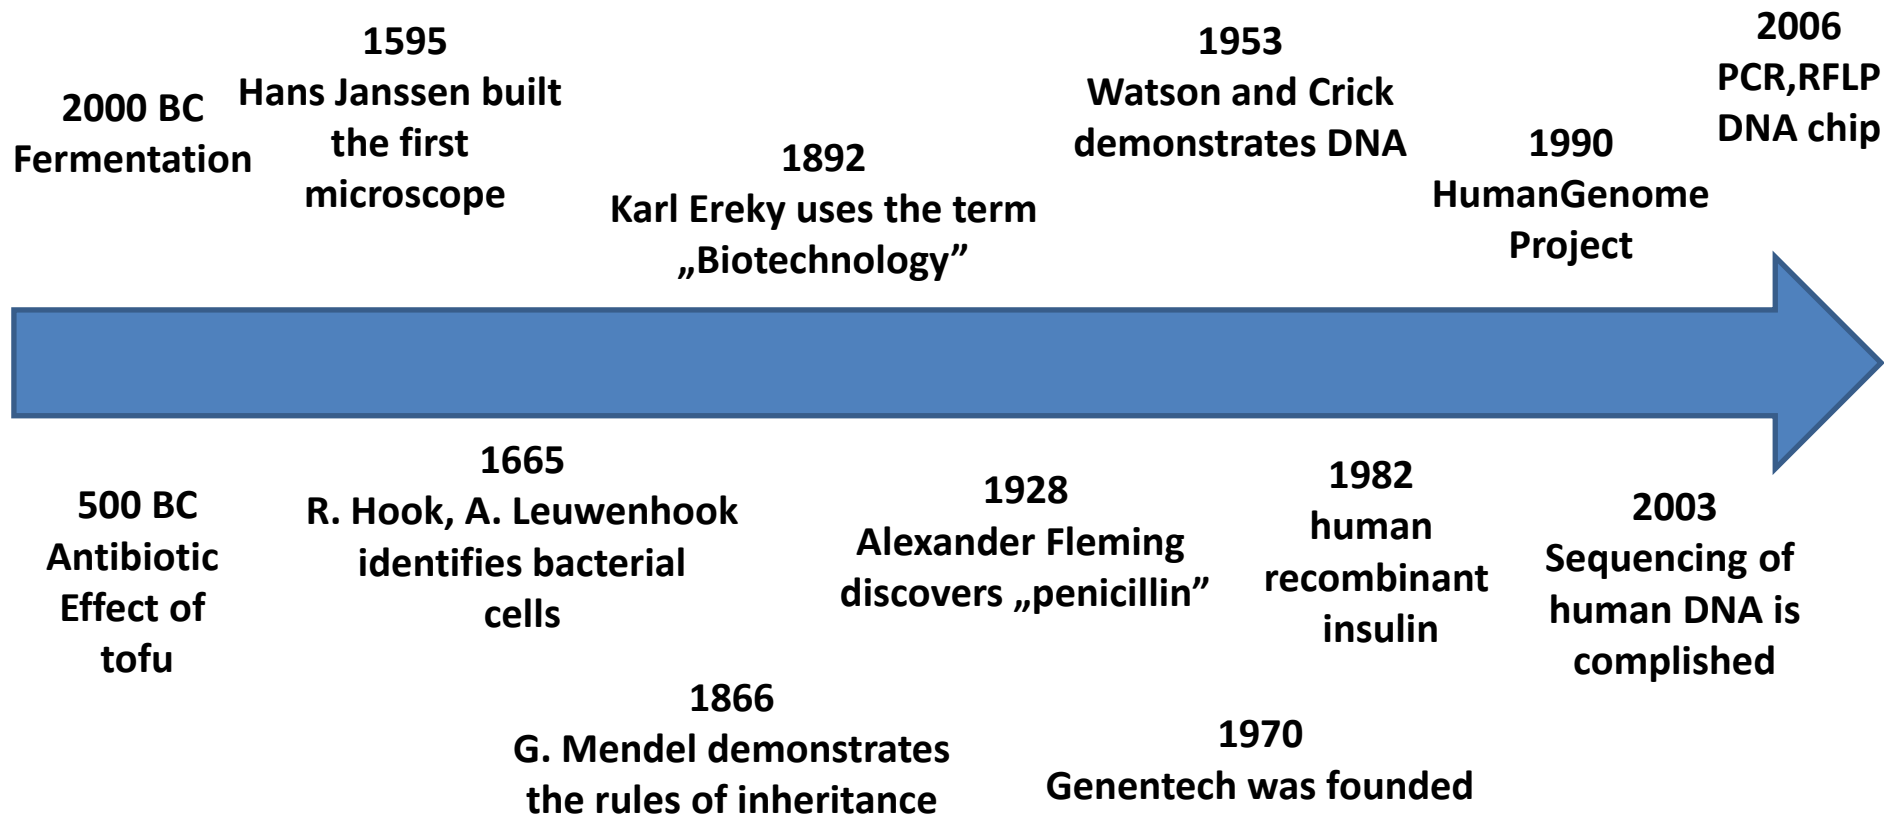 2000 BC
Fermentation
1595
Hans Janssen built
the first
microscope
1892
Karl Ereky uses the term
„Biotechnology”
1953
Watson and Crick
demonstrates DNA
1990
HumanGenome
Project
2006
PCR,RFLP
DNA chip
500 BC
Antibiotic
Effect of
tofu
1665
R. Hook, A. Leuwenhook
identifies bacterial
cells
1866
G. Mendel demonstrates
the rules of inheritance
1928
Alexander Fleming
discovers „penicillin”
1970
Genentech was founded
1982
human
recombinant
insulin
2003
Sequencing of
human DNA is
complished